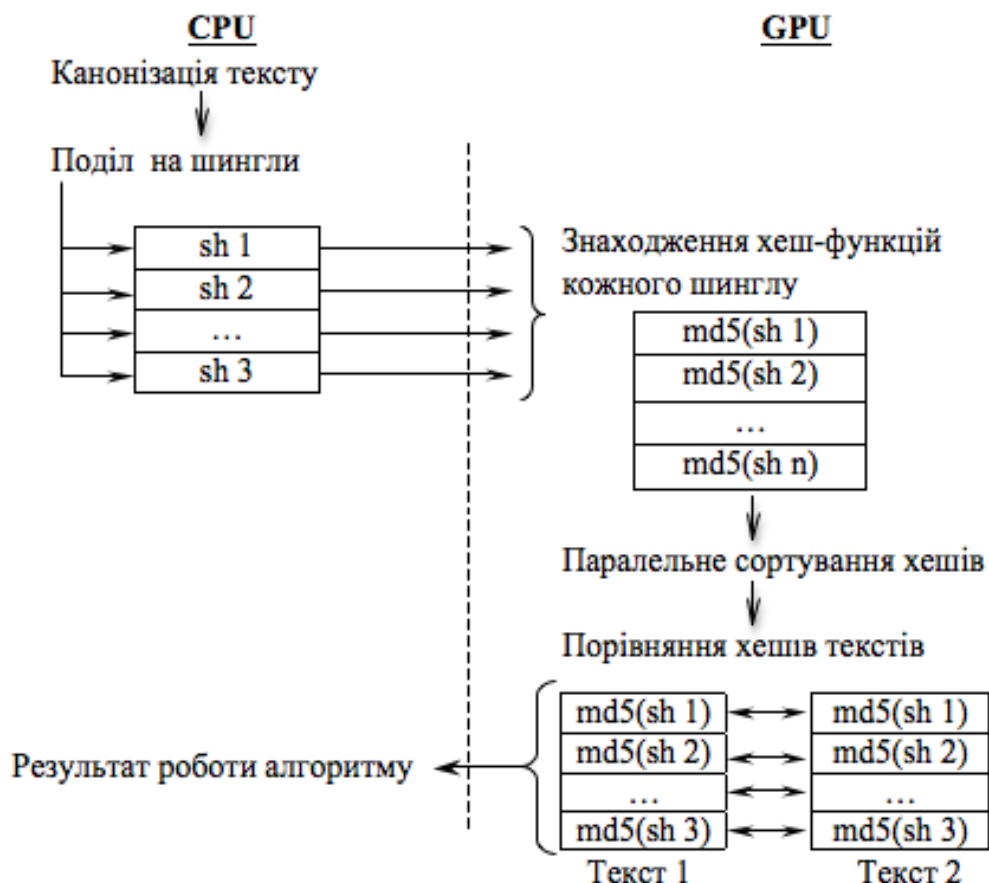 CPU
Канонізація тексту
Поділ на шингли
sh 1
sh 2
...
sh 3
GPU
Знаходження хеш-функцій
кожного шинглу
md5(sh 1)
md5(sh 2)
...
md5(sh n)
Паралельне сортування хешів
Порівняння хешів текстів
md5(sh 1)
md5(sh 2)
...
md5(sh 3)
Текст 1
md5(sh 1)
md5(sh 2)
...
md5(sh 3)
Текст 2
Результат роботи алгоритму